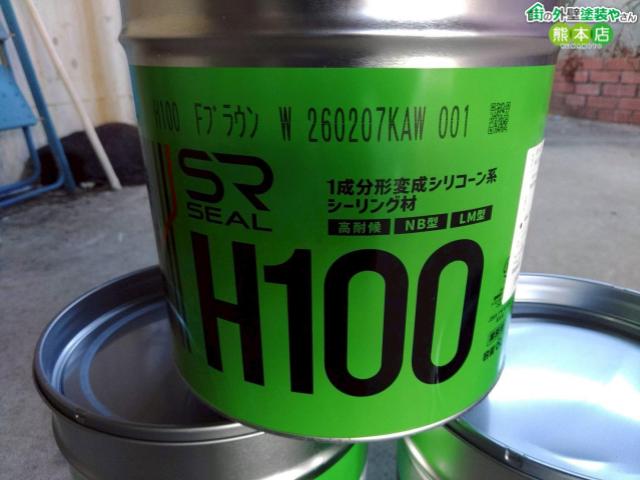 街の外壁塗装やさん
熊本店
KUMAMOTO
H100 Fブラウン W 260207KAW 001
SR
SEAL
1成分形変成シリコーン系
シーリング材
高耐候 NB型 LM型
H100